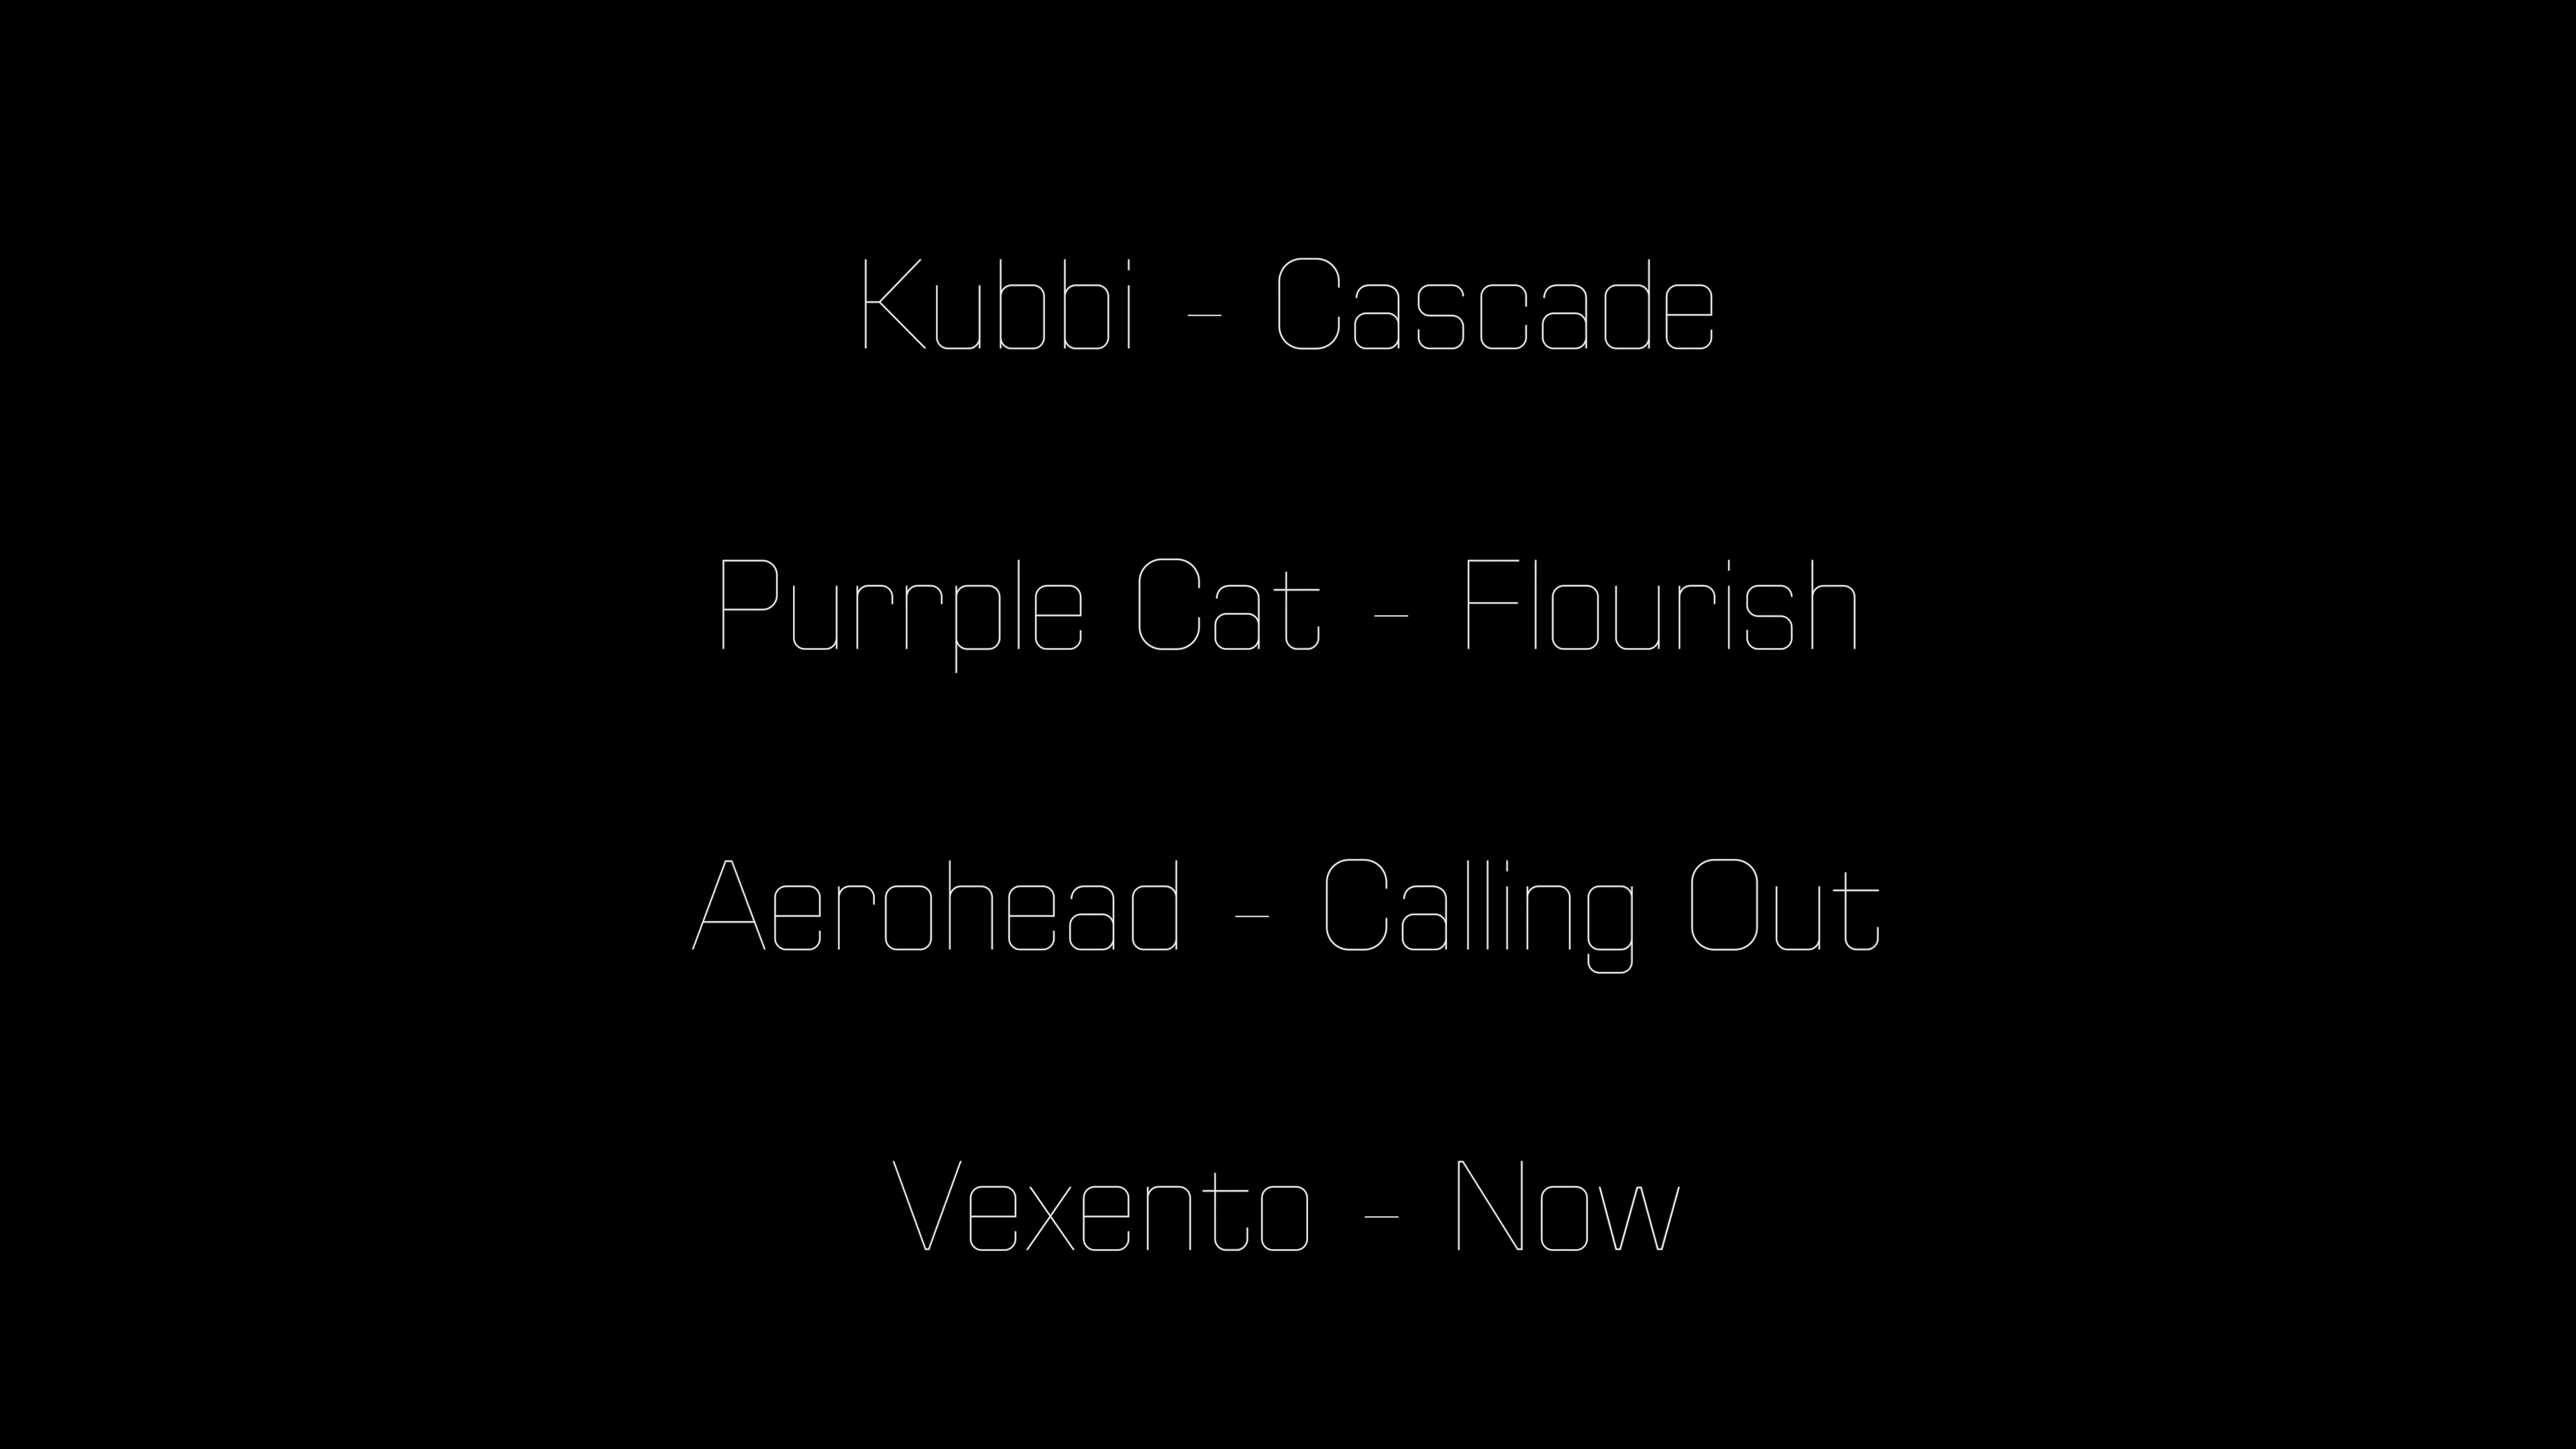 Kubbi - Cascade
Purrple Cat - Flourish
Aerohead - Calling Out
Vexento - Now